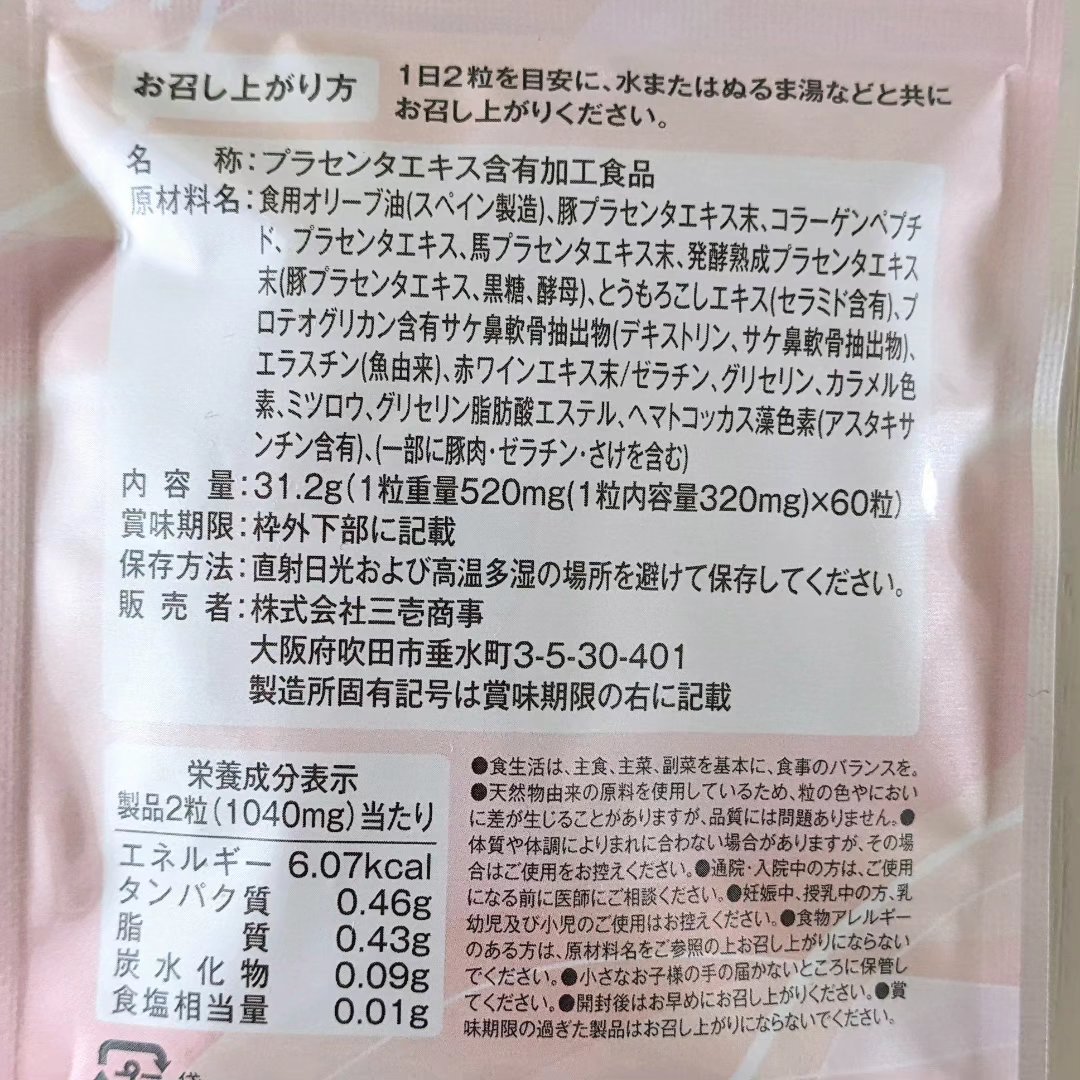 お召し上がり方
1日2粒を目安に、水またはぬるま湯などと共に
お召し上がりください。
名称:プラセンタエキス含有加工食品
原材料名:食用オリーブ油(スペイン製造)、豚プラセンタエキス末、コラーゲンペプチ
ド、プラセンタエキス、馬プラセンタエキス末、発酵熟成プラセンタエキス
末(豚プラセンタエキス、黒糖、酵母)、とうもろこしエキス(セラミド含有)、プ
ロテオグリカン含有サケ鼻軟骨抽出物(デキストリン、サケ鼻軟骨抽出物)、
エラスチン(魚由来)、赤ワインエキス末/ゼラチン、グリセリン、カラメル色
素、ミツロウ、グリセリン脂肪酸エステル、ヘマトコッカス藻色素(アスタキサ
ンチン含有)、(一部に豚肉・ゼラチン・さけを含む)
内容量:31.2g(1粒重量520mg(1粒内容量320mg)×60粒)
賞味期限:枠外下部に記載
保存方法:直射日光および高温多湿の場所を避けて保存してください。
販売者:株式会社三壱商事
大阪府吹田市垂水町3-5-30-401
製造所固有記号は賞味期限の右に記載
栄養成分表示
製品2粒(1040mg)当たり
エネルギー 6.07kcal
タンパク質 0.46g
脂質 0.43g
炭水化物 0.09g
食塩相当量 0.01g
●食生活は、主食、主菜、副菜を基本に、食事のバランスを。
●天然物由来の原料を使用しているため、粒の色やにおい
に差が生じることがありますが、品質には問題ありません。●
体質や体調によりまれに合わない場合がありますが、その場
合はご使用をお控えください。●通院・入院中の方は、ご使用
になる前に医師にご相談ください。●妊娠中、授乳中の方、乳
幼児及び小児のご使用はお控えください。●食物アレルギー
のある方は、原材料名をご参照の上お召し上がりにならない
でください。●小さなお子様の手の届かないところに保管し
てください。●開封後はお早めにお召し上がりください。●賞
味期限の過ぎた製品はお召し上がりにならないでください。
プラ